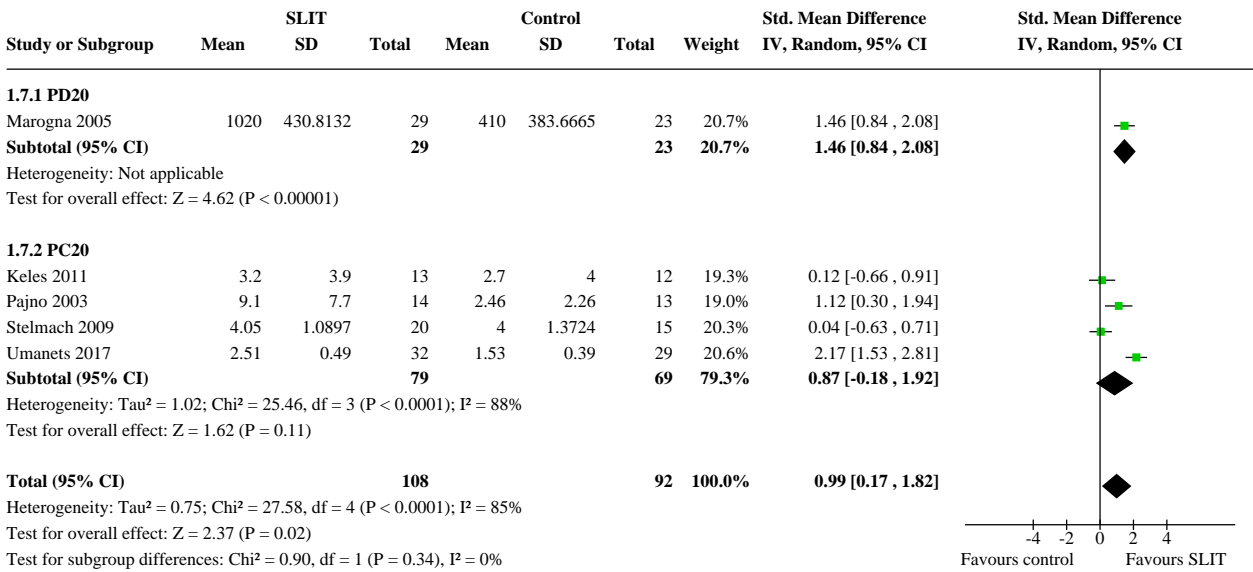 SLIT Control Std. Mean Difference Std. Mean Difference
Study or Subgroup Mean SD Total Mean SD Total Weight IV, Random, 95% CI IV, Random, 95% CI
1.7.1 PD20
Marogna 2005 1020 430.8132 29 410 383.6665 23 20.7% 1.46 [0.84 , 2.08]
Subtotal (95% CI) 29 23 20.7% 1.46 [0.84 , 2.08]
Heterogeneity: Not applicable
Test for overall effect: Z = 4.62 (P < 0.00001)
1.7.2 PC20
Keles 2011 3.2 3.9 13 2.7 4 12 19.3% 0.12 [-0.66 , 0.91]
Pajno 2003 9.1 7.7 14 2.46 2.26 13 19.0% 1.12 [0.30 , 1.94]
Stelmach 2009 4.05 1.0897 20 4 1.3724 15 20.3% 0.04 [-0.63 , 0.71]
Umanets 2017 2.51 0.49 32 1.53 0.39 29 20.6% 2.17 [1.53 , 2.81]
Subtotal (95% CI) 79 69 79.3% 0.87 [-0.18 , 1.92]
Heterogeneity: Tau² = 1.02; Chi² = 25.46, df = 3 (P < 0.0001); I² = 88%
Test for overall effect: Z = 1.62 (P = 0.11)
Total (95% CI) 108 92 100.0% 0.99 [0.17 , 1.82]
Heterogeneity: Tau² = 0.75; Chi² = 27.58, df = 4 (P < 0.0001); I² = 85%
Test for overall effect: Z = 2.37 (P = 0.02)
-4 -2 0 2 4
Test for subgroup differences: Chi² = 0.90, df = 1 (P = 0.34), I² = 0%
Favours control Favours SLIT